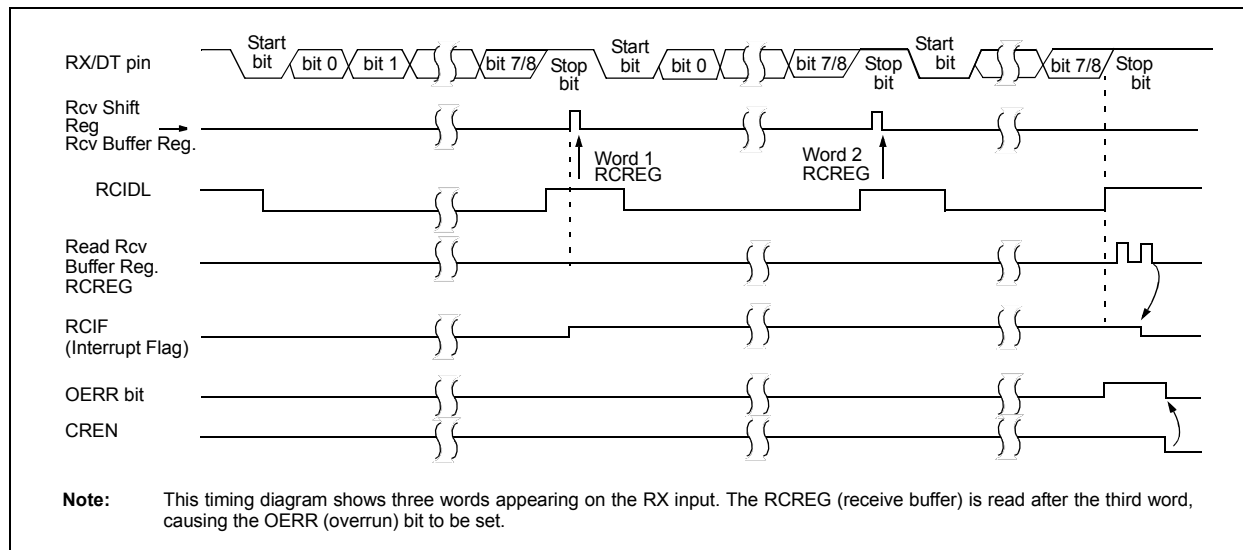 Start
bit
bit 0
bit 1
bit 7/8
Stop
bit
Start
bit
bit 0
bit 7/8
Stop
bit
Start
bit
bit 7/8
Stop
bit
RX/DT pin
Rcv Shift
Reg
Rcv Buffer Reg.
Word 1
RCREG
Word 2
RCREG
RCIDL
Read Rcv
Buffer Reg.
RCREG
RCIF
(Interrupt Flag)
OERR bit
CREN
Note: This timing diagram shows three words appearing on the RX input. The RCREG (receive buffer) is read after the third word,
causing the OERR (overrun) bit to be set.